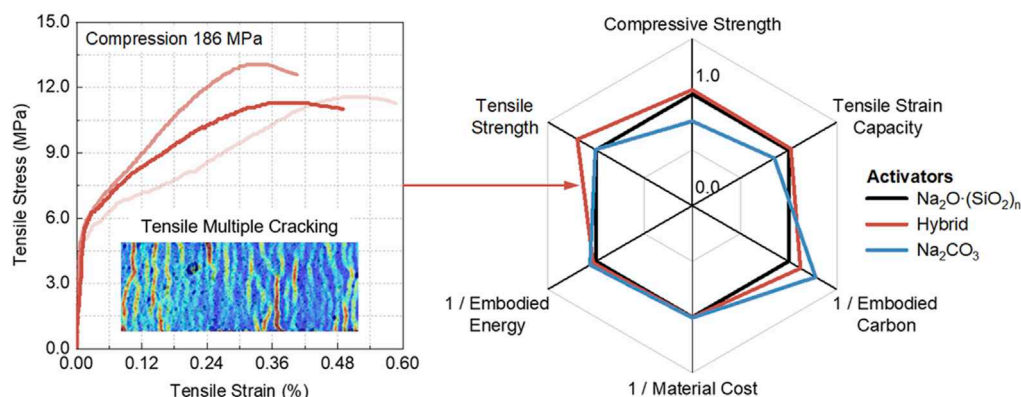 15.0
12.0
9.0
6.0
3.0
0.0
Tensile Stress (MPa)
Compression 186 MPa
Tensile Multiple Cracking
0.00
0.12
0.24
0.36
0.48
0.60
Tensile Strain (%)
Compressive Strength
1.0
0.0
Tensile
Strength
Tensile Strain
Capacity
1 / Embodied
Energy
1 / Embodied
Carbon
1 / Material Cost
Activators
Na₂O·(SiO₂)ₙ
Hybrid
Na₂CO₃